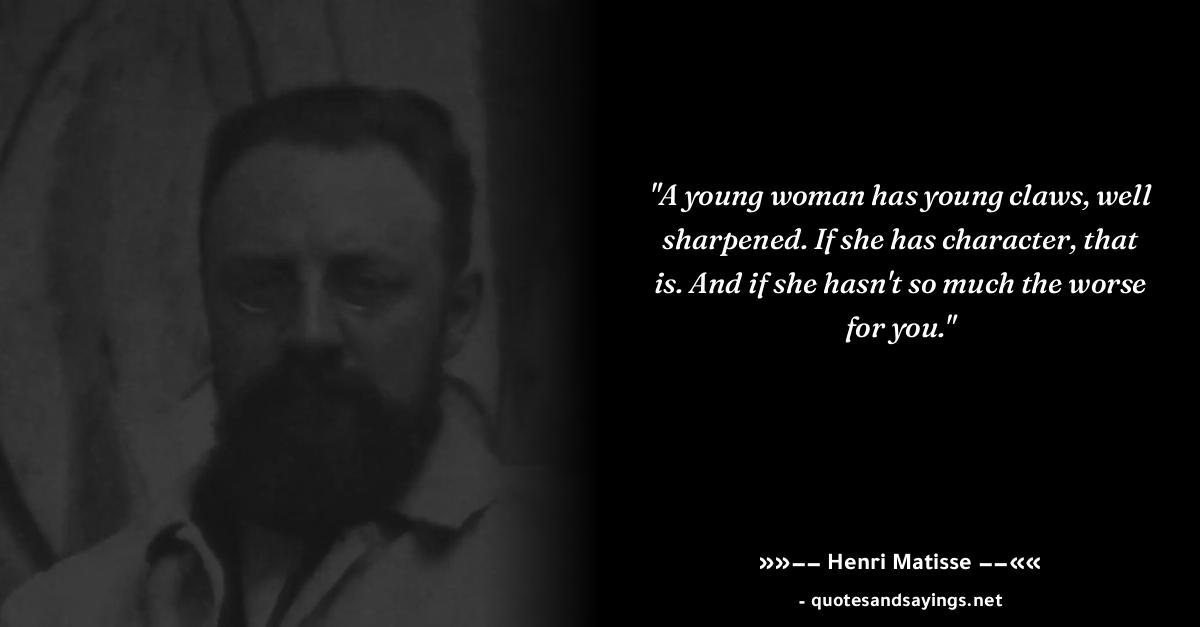 "A young woman has young claws, well
sharpened. If she has character, that
is. And if she hasn't so much the worse
for you."
»»–– Henri Matisse ––««
- quotesandsayings.net